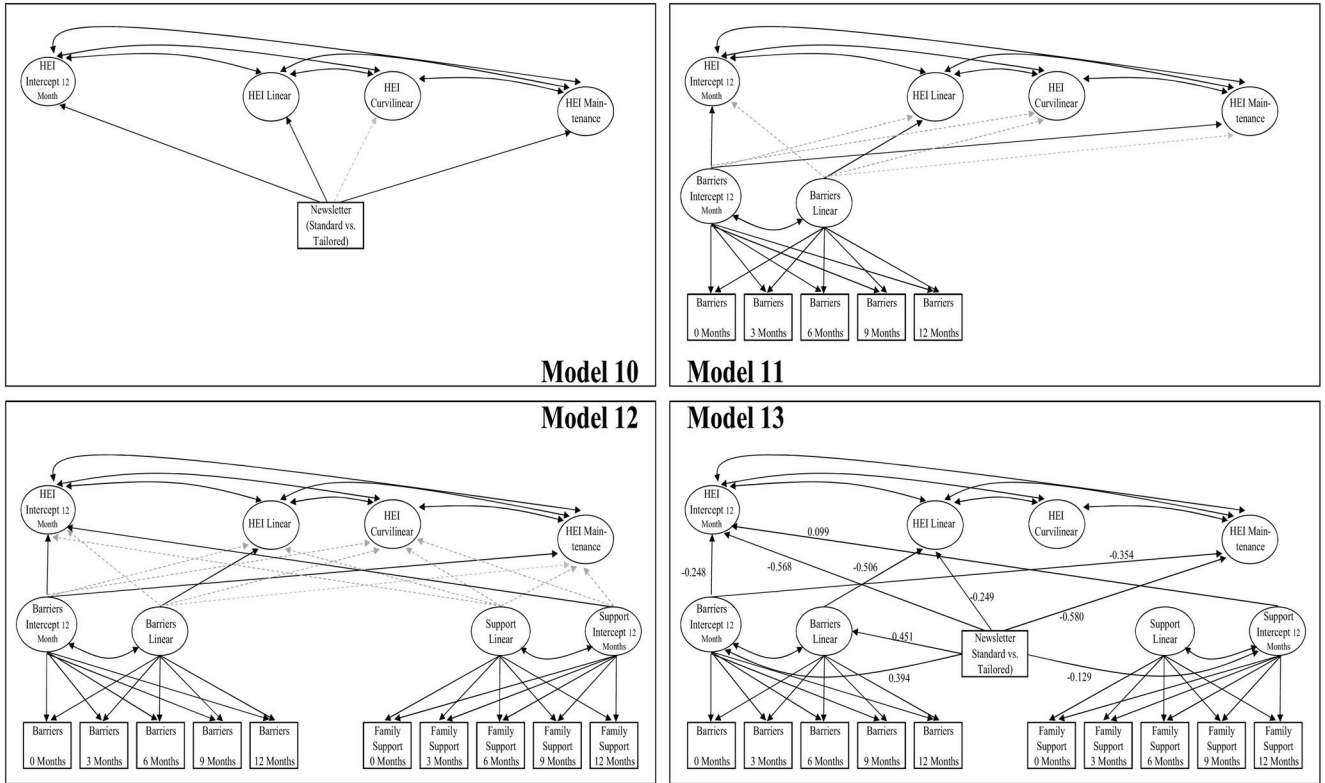 HEI
Intercept 12
Month
HEI Linear
HEI
Curvilinear
HEI Main-
tenance
Newsletter
(Standard vs.
Tailored)
Model 10
HEI
Intercept 12
Month
HEI Linear
HEI
Curvilinear
HEI Main-
tenance
Barriers
Intercept 12
Month
Barriers
Linear
Barriers
0 Months
Barriers
3 Months
Barriers
6 Months
Barriers
9 Months
Barriers
12 Months
Model 11
Model 12
HEI
Intercept 12
Month
HEI Linear
HEI
Curvilinear
HEI Main-
tenance
Barriers
Intercept 12
Month
Barriers
Linear
Support
Linear
Support
Intercept 12
Months
Barriers
0 Months
Barriers
3 Months
Barriers
6 Months
Barriers
9 Months
Barriers
12 Months
Family
Support
0 Months
Family
Support
3 Months
Family
Support
6 Months
Family
Support
9 Months
Family
Support
12 Months
Model 13
HEI
Intercept 12
Month
HEI Linear
HEI
Curvilinear
HEI Main-
tenance
0.099
-0.248
-0.568
-0.506
-0.354
-0.249
-0.580
Barriers
Intercept 12
Month
Barriers
Linear
0.451
Newsletter
Standard vs.
Tailored)
Support
Linear
Support
Intercept 12
Months
0.394
-0.129
Barriers
0 Months
Barriers
3 Months
Barriers
6 Months
Barriers
9 Months
Barriers
12 Months
Family
Support
0 Months
Family
Support
3 Months
Family
Support
6 Months
Family
Support
9 Months
Family
Support
12 Months